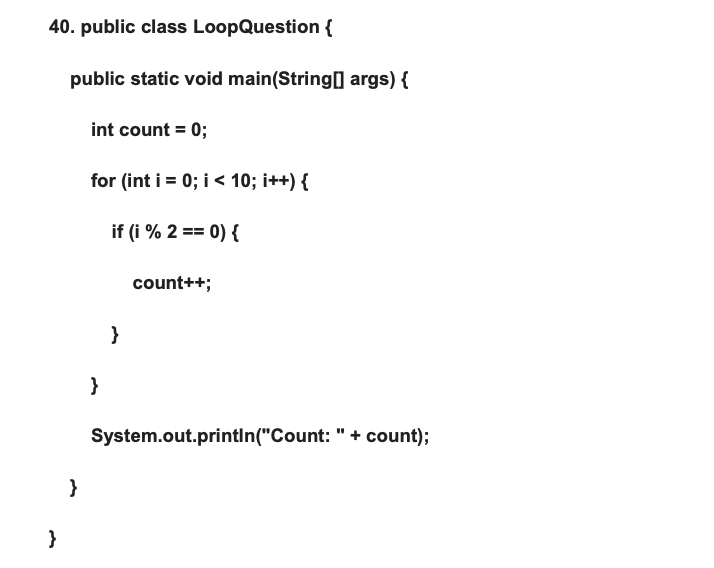 40. public class LoopQuestion {
public static void main(String[] args) {
int count = 0;
for (int i = 0; i < 10; i++) {
if (i % 2 == 0) {
count++;
}
}
System.out.println("Count: " + count);
}
}